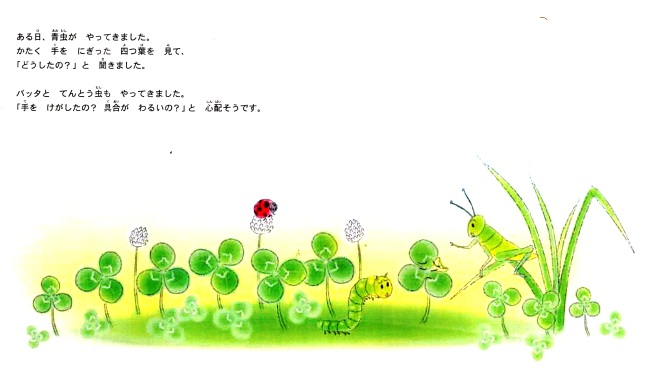 ある日、青虫が　やってきました。
かたく　手を　にぎった　四つ葉を　見て、
「どうしたの？」と　聞きました。
バッタと　てんとう虫も　やってきました。
「手を　けがしたの？　具合が　わるいの？」と　心配そうです。